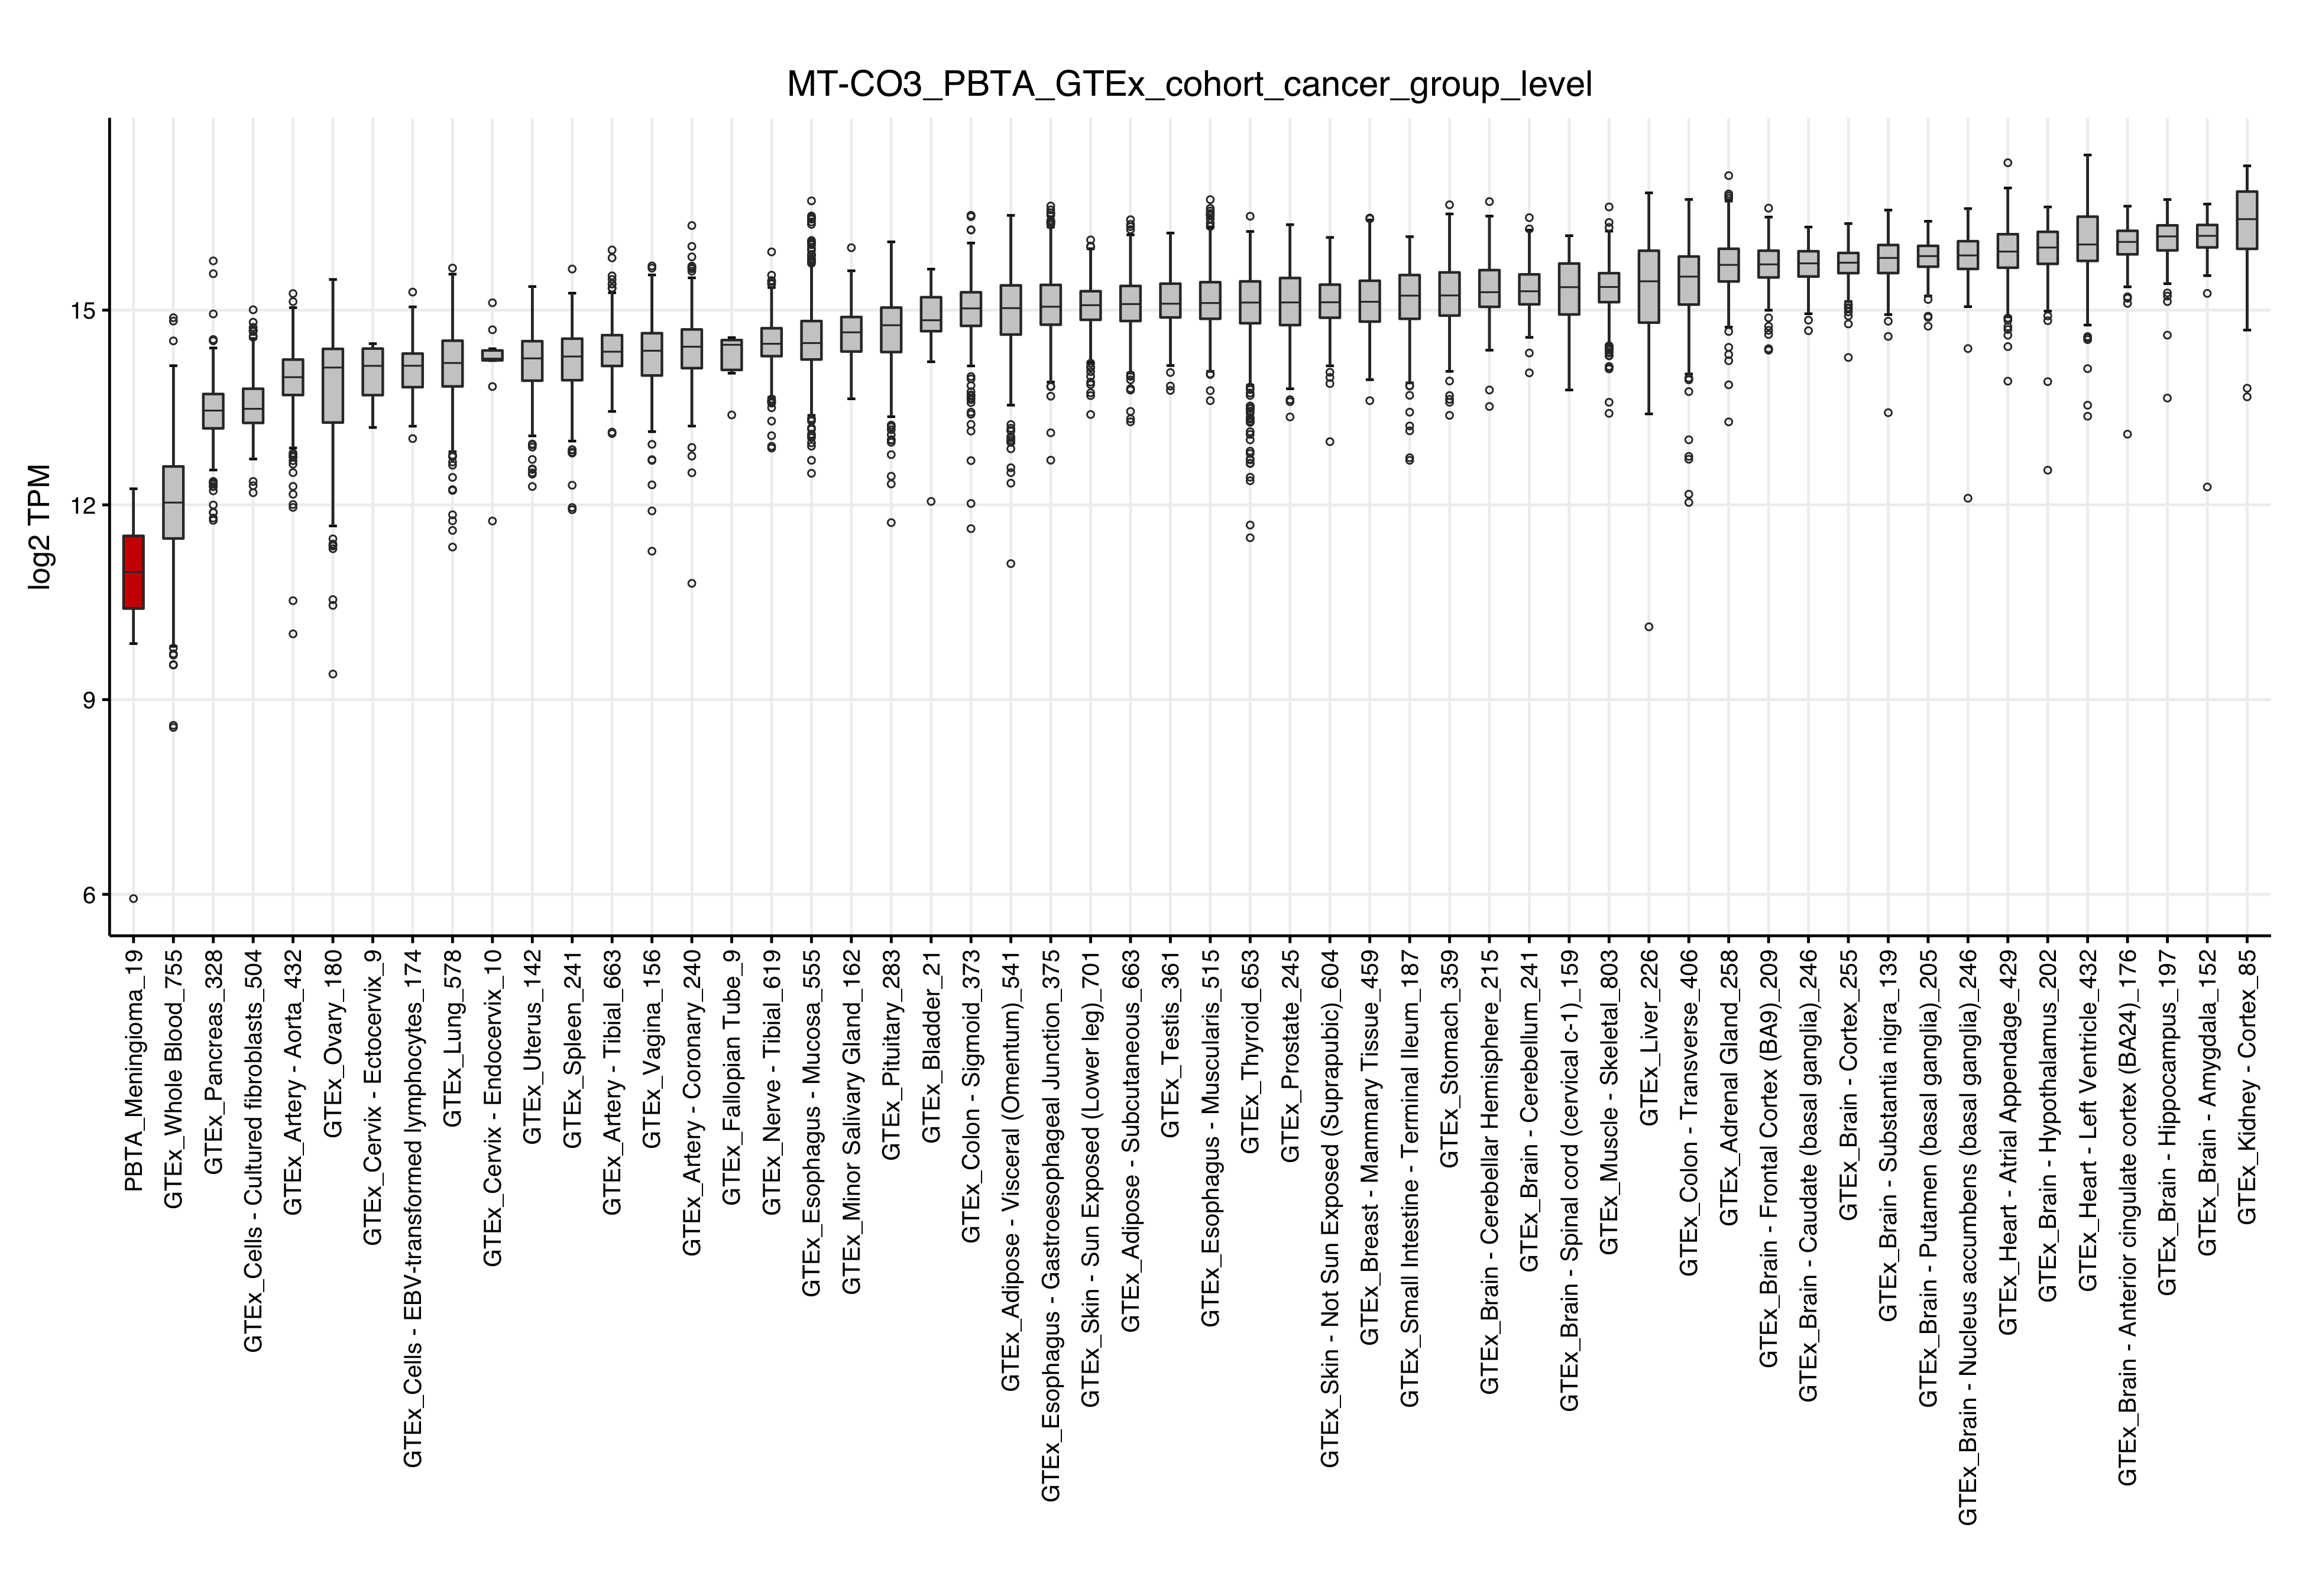 MT-CO3_PBTA_GTEx_cohort_cancer_group_level
log2 TPM
15
12
9
6
PBTA_Meningioma_19
GTEx_Whole Blood_755
GTEx_Pancreas_328
GTEx_Cells - Cultured fibroblasts_504
GTEx_Artery - Aorta_432
GTEx_Ovary_180
GTEx_Cervix - Ectocervix_9
GTEx_Cells - EBV-transformed lymphocytes_174
GTEx_Lung_578
GTEx_Cervix - Endocervix_10
GTEx_Uterus_142
GTEx_Spleen_241
GTEx_Artery - Tibial_663
GTEx_Vagina_156
GTEx_Artery - Coronary_240
GTEx_Fallopian Tube_9
GTEx_Nerve - Tibial_619
GTEx_Esophagus - Mucosa_555
GTEx_Minor Salivary Gland_162
GTEx_Pituitary_283
GTEx_Bladder_21
GTEx_Colon - Sigmoid_373
GTEx_Adipose - Visceral (Omentum)_541
GTEx_Esophagus - Gastroesophageal Junction_375
GTEx_Skin - Sun Exposed (Lower leg)_701
GTEx_Adipose - Subcutaneous_663
GTEx_Testis_361
GTEx_Esophagus - Muscularis_515
GTEx_Thyroid_653
GTEx_Prostate_245
GTEx_Skin - Not Sun Exposed (Suprapubic)_604
GTEx_Breast - Mammary Tissue_459
GTEx_Small Intestine - Terminal Ileum_187
GTEx_Stomach_359
GTEx_Brain - Cerebellar Hemisphere_215
GTEx_Brain - Cerebellum_241
GTEx_Brain - Spinal cord (cervical c-1)_159
GTEx_Muscle - Skeletal_803
GTEx_Liver_226
GTEx_Colon - Transverse_406
GTEx_Adrenal Gland_258
GTEx_Brain - Frontal Cortex (BA9)_209
GTEx_Brain - Caudate (basal ganglia)_246
GTEx_Brain - Cortex_255
GTEx_Brain - Substantia nigra_139
GTEx_Brain - Putamen (basal ganglia)_205
GTEx_Brain - Nucleus accumbens (basal ganglia)_246
GTEx_Heart - Atrial Appendage_429
GTEx_Brain - Hypothalamus_202
GTEx_Heart - Left Ventricle_432
GTEx_Brain - Anterior cingulate cortex (BA24)_176
GTEx_Brain - Hippocampus_197
GTEx_Brain - Amygdala_152
GTEx_Kidney - Cortex_85